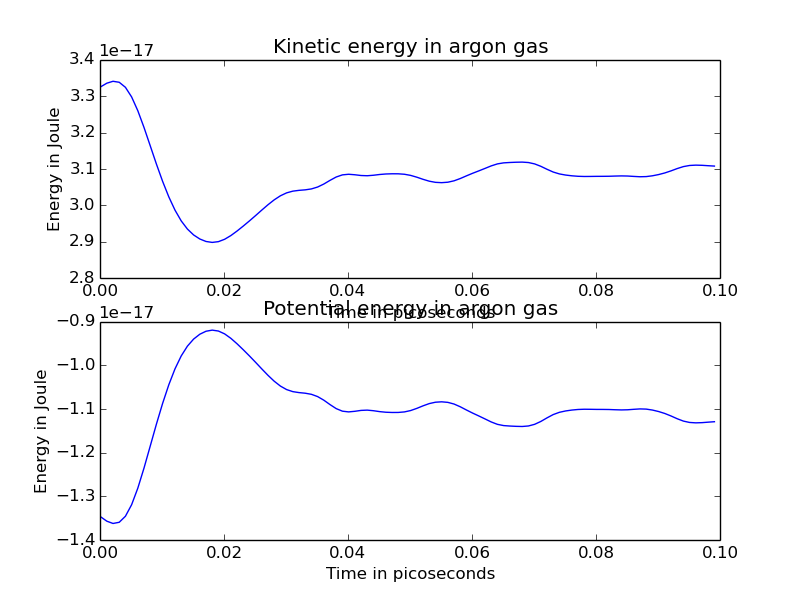 Kinetic energy in argon gas
1e−17
3.4
3.3
3.2
3.1
3.0
2.9
2.8
Energy in Joule
0.00 0.02 0.04 0.06 0.08 0.10
Time in picoseconds
Potential energy in argon gas
1e−17
−0.9
−1.0
−1.1
−1.2
−1.3
−1.4
Energy in Joule
0.00 0.02 0.04 0.06 0.08 0.10
Time in picoseconds